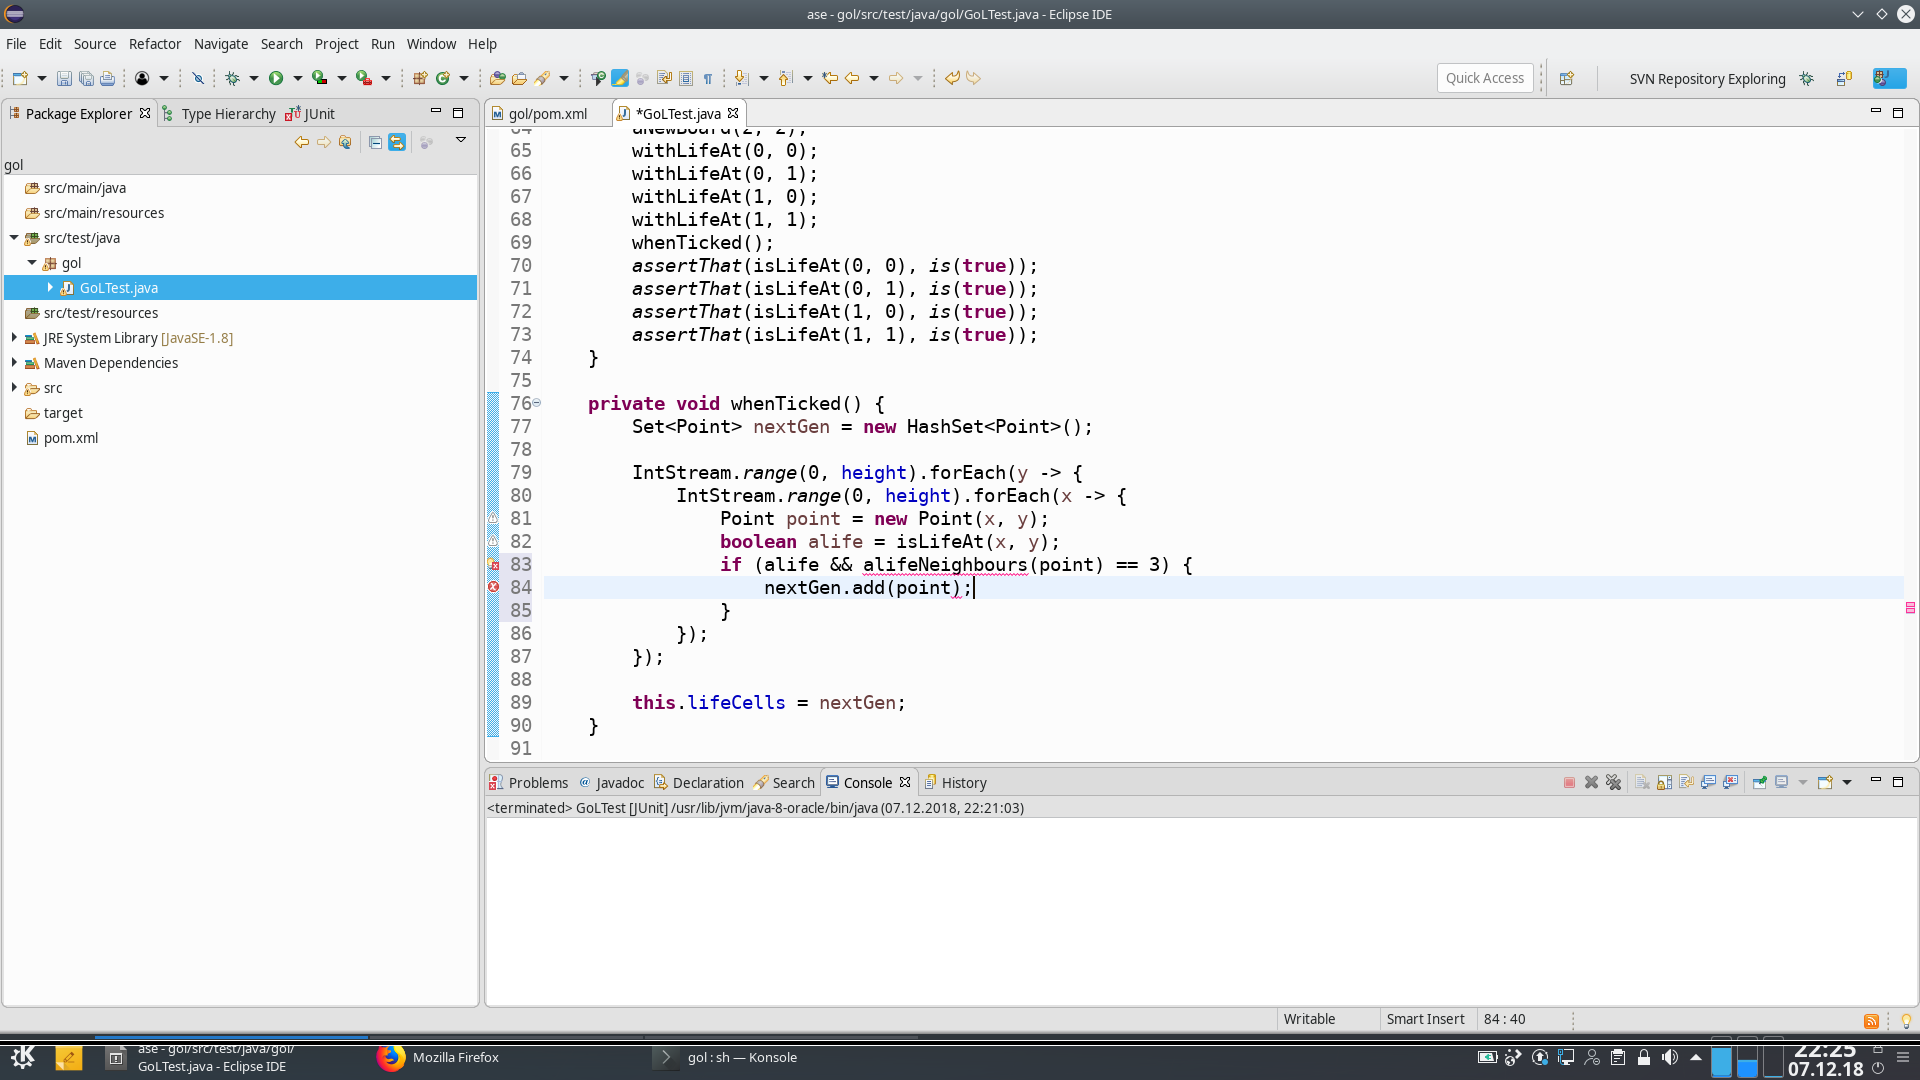 ase - gol/src/test/java/gol/GoLTest.java - Eclipse IDE
File Edit Source Refactor Navigate Search Project Run Window Help
Quick Access
SVN Repository Exploring
Package Explorer
Type Hierarchy
JUnit
gol
src/main/java
src/main/resources
src/test/java
gol
GoLTest.java
src/test/resources
JRE System Library [JavaSE-1.8]
Maven Dependencies
src
target
pom.xml
gol/pom.xml
*GoLTest.java
64 aNewBoard(2, 2);
65 withLifeAt(0, 0);
66 withLifeAt(0, 1);
67 withLifeAt(1, 0);
68 withLifeAt(1, 1);
69 whenTicked();
70 assertThat(isLifeAt(0, 0), is(true));
71 assertThat(isLifeAt(0, 1), is(true));
72 assertThat(isLifeAt(1, 0), is(true));
73 assertThat(isLifeAt(1, 1), is(true));
74 }
75
76 private void whenTicked() {
77 Set<Point> nextGen = new HashSet<Point>();
78
79 IntStream.range(0, height).forEach(y -> {
80 IntStream.range(0, height).forEach(x -> {
81 Point point = new Point(x, y);
82 boolean alife = isLifeAt(x, y);
83 if (alife && alifeNeighbours(point) == 3) {
84 nextGen.add(point);
85 }
86 });
87 });
88
89 this.lifeCells = nextGen;
90 }
91
Problems
@ Javadoc
Declaration
Search
Console
History
<terminated> GoLTest [JUnit] /usr/lib/jvm/java-8-oracle/bin/java (07.12.2018, 22:21:03)
Writable
Smart Insert
84 : 40
ase - gol/src/test/java/gol/
GoLTest.java - Eclipse IDE
Mozilla Firefox
gol : sh — Konsole
22:25
07.12.18